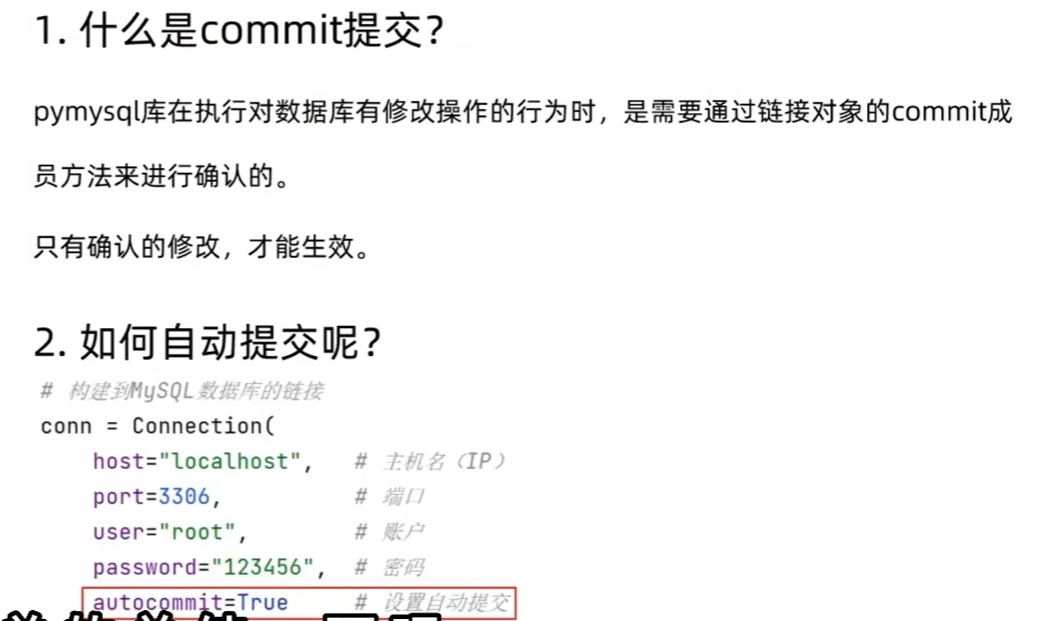 1. 什么是commit提交？
pymysql库在执行对数据库有修改操作的行为时，是需要通过链接对象的commit成
员方法来进行确认的。
只有确认的修改，才能生效。
2. 如何自动提交呢？
# 构建到MySQL数据库的链接
conn = Connection(
    host="localhost",   # 主机名（IP）
    port=3306,          # 端口
    user="root",        # 账户
    password="123456",  # 密码
    autocommit=True     # 设置自动提交